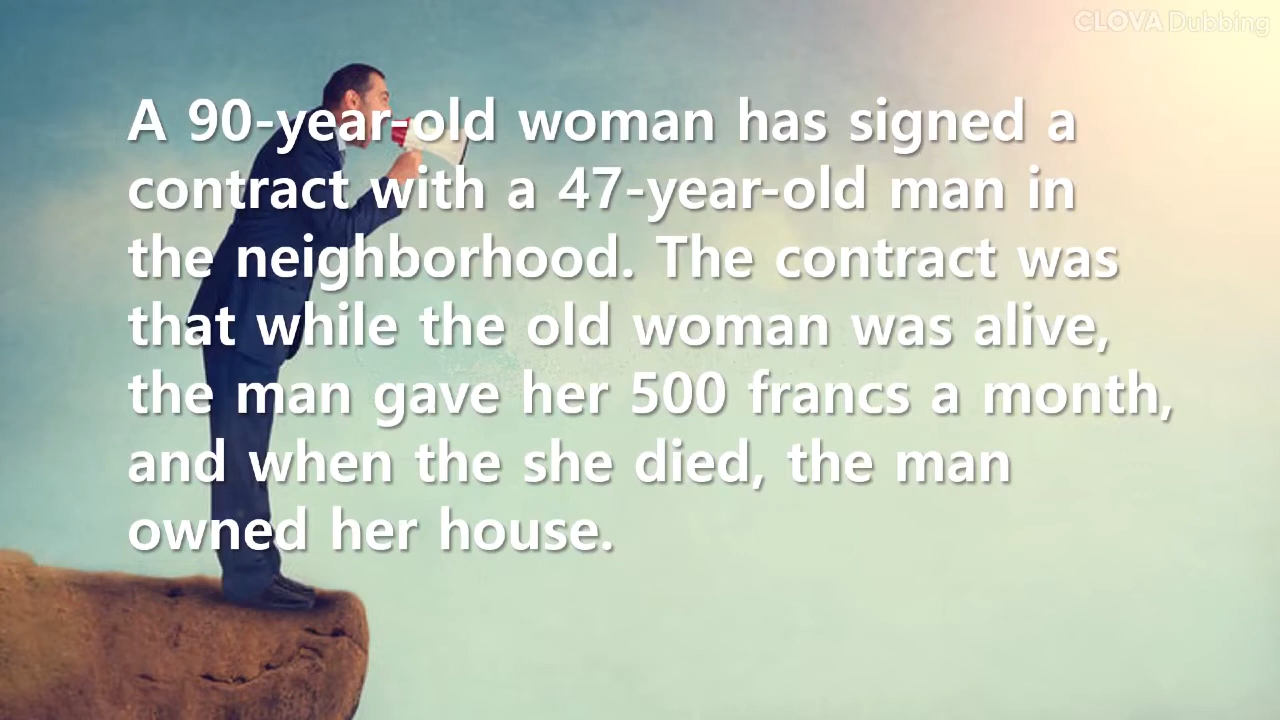 CLOVA Dubbing
A 90-year-old woman has signed a
contract with a 47-year-old man in
the neighborhood. The contract was
that while the old woman was alive,
the man gave her 500 francs a month,
and when the she died, the man
owned her house.